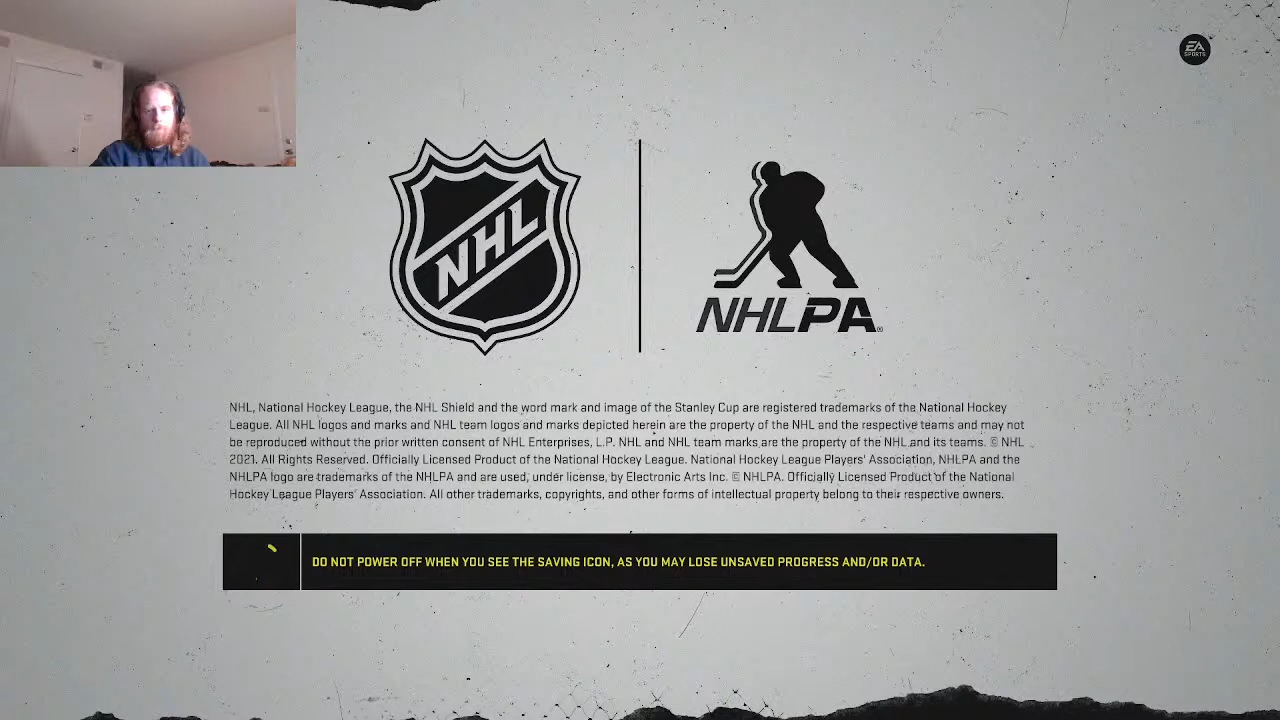 EA
SPORTS
NHL
NHLPA
NHL, National Hockey League, the NHL Shield and the word mark and image of the Stanley Cup are registered trademarks of the National Hockey
League. All NHL logos and marks and NHL team logos and marks depicted herein are the property of the NHL and the respective teams and may not
be reproduced without the prior written consent of NHL Enterprises, L.P. NHL and NHL team marks are the property of the NHL and its teams. © NHL
2021. All Rights Reserved. Officially Licensed Product of the National Hockey League. National Hockey League Players' Association, NHLPA and the
NHLPA logo are trademarks of the NHLPA and are used, under license, by Electronic Arts Inc. © NHLPA. Officially Licensed Product of the National
Hockey League Players' Association. All other trademarks, copyrights, and other forms of intellectual property belong to their respective owners.
DO NOT POWER OFF WHEN YOU SEE THE SAVING ICON, AS YOU MAY LOSE UNSAVED PROGRESS AND/OR DATA.